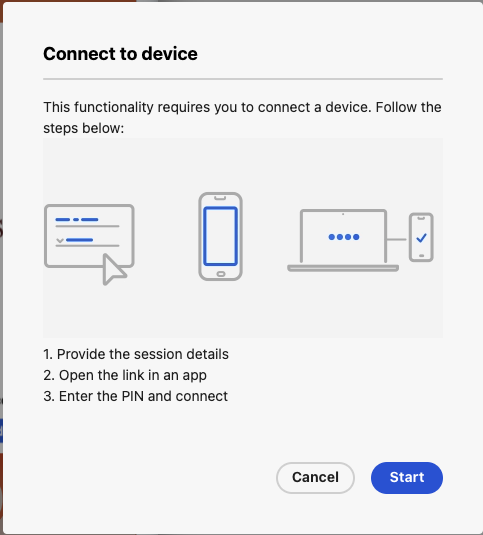 Connect to device
This functionality requires you to connect a device. Follow the
steps below:
1. Provide the session details
2. Open the link in an app
3. Enter the PIN and connect
Cancel
Start